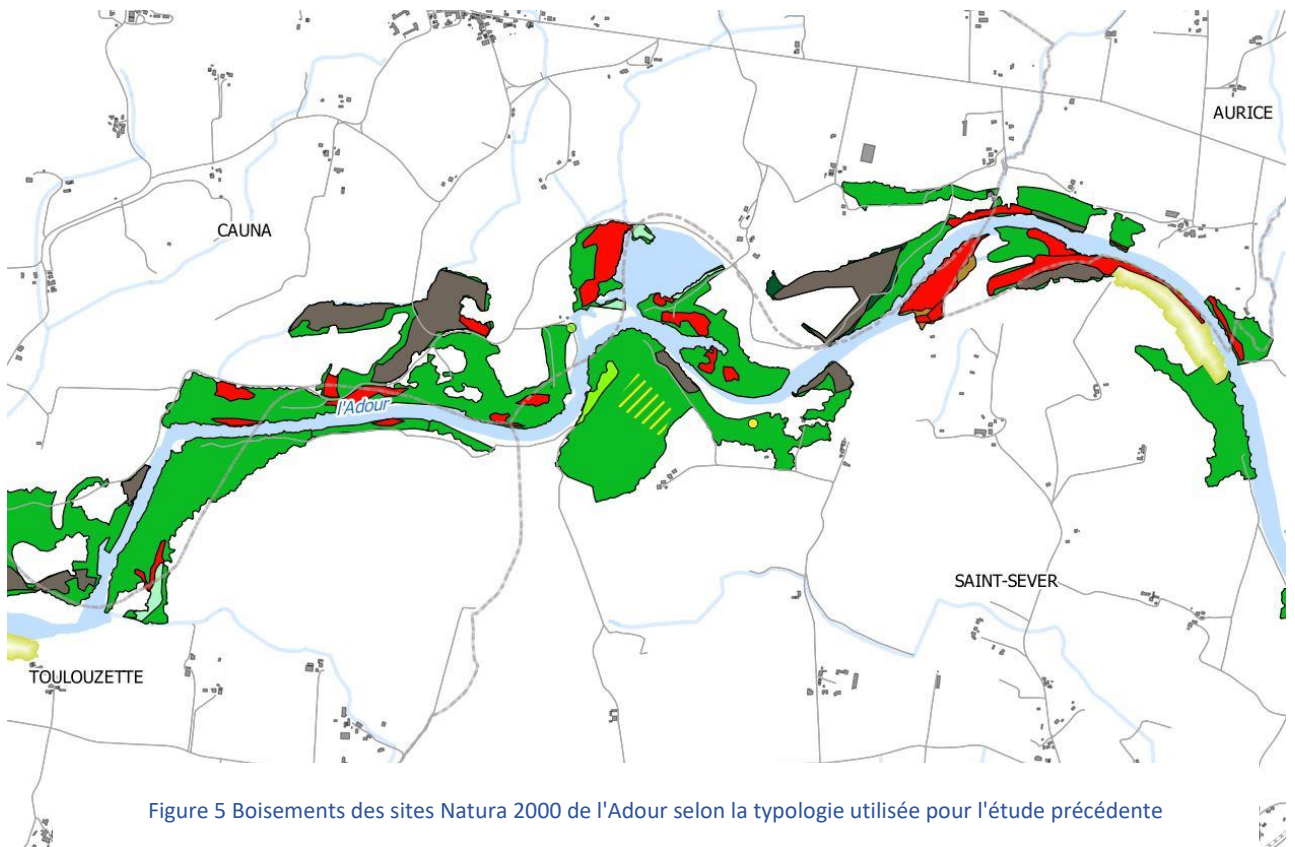 AURICE
CAUNA
l'Adour
SAINT-SEVER
TOULOUZETTE
Figure 5 Boisements des sites Natura 2000 de l'Adour selon la typologie utilisée pour l'étude précédente